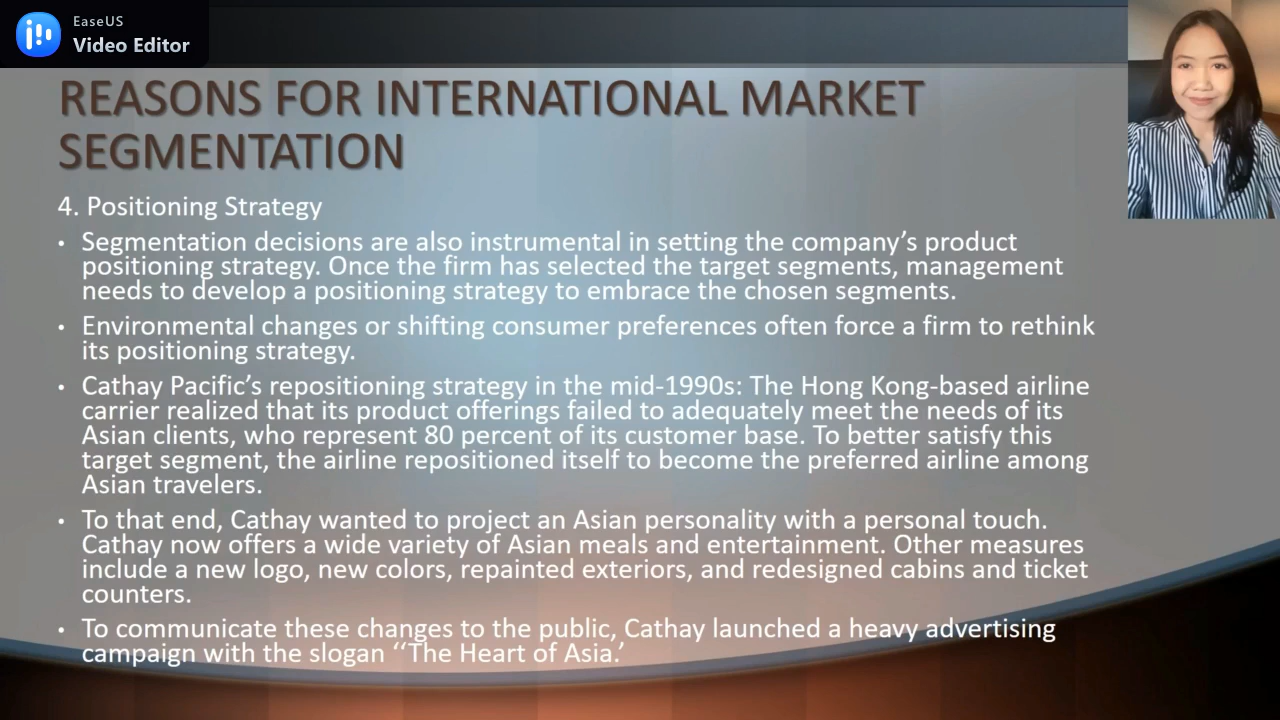 EaseUS
Video Editor
REASONS FOR INTERNATIONAL MARKET
SEGMENTATION
4. Positioning Strategy
• Segmentation decisions are also instrumental in setting the company’s product
positioning strategy. Once the firm has selected the target segments, management
needs to develop a positioning strategy to embrace the chosen segments.
• Environmental changes or shifting consumer preferences often force a firm to rethink
its positioning strategy.
• Cathay Pacific’s repositioning strategy in the mid-1990s: The Hong Kong-based airline
carrier realized that its product offerings failed to adequately meet the needs of its
Asian clients, who represent 80 percent of its customer base. To better satisfy this
target segment, the airline repositioned itself to become the preferred airline among
Asian travelers.
• To that end, Cathay wanted to project an Asian personality with a personal touch.
Cathay now offers a wide variety of Asian meals and entertainment. Other measures
include a new logo, new colors, repainted exteriors, and redesigned cabins and ticket
counters.
• To communicate these changes to the public, Cathay launched a heavy advertising
campaign with the slogan ‘‘The Heart of Asia.’